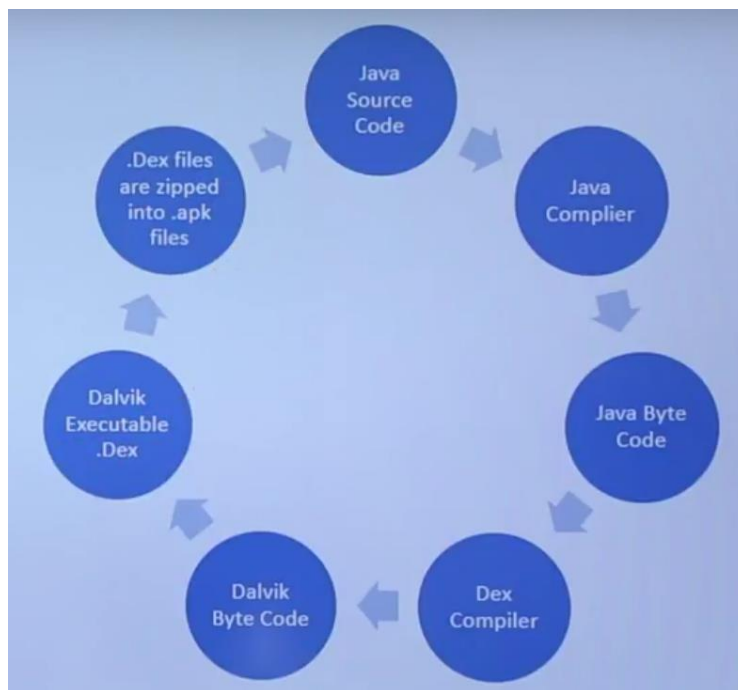 Java
Source
Code
Java
Complier
Java Byte
Code
Dex
Compiler
Dalvik
Byte Code
Dalvik
Executable
.Dex
.Dex files
are zipped
into .apk
files